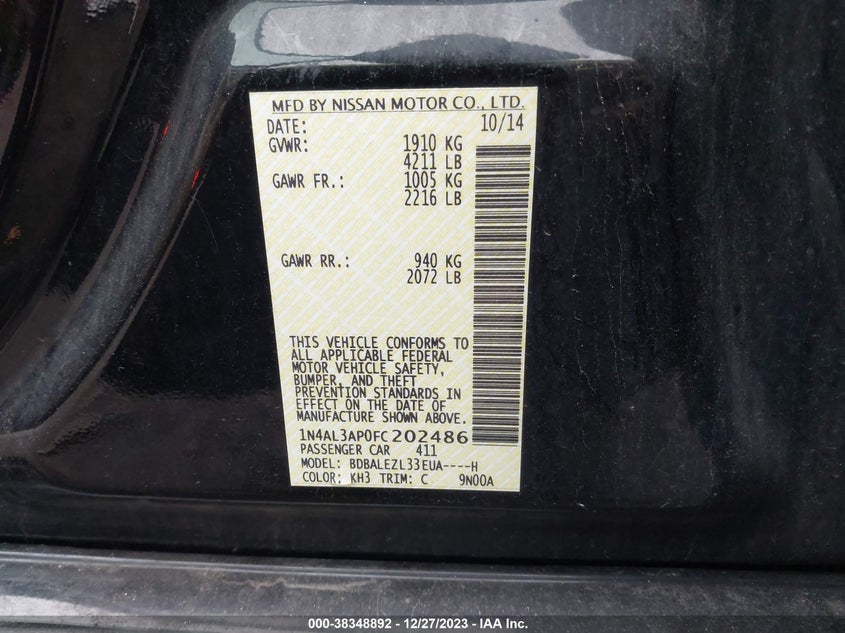 MFD BY NISSAN MOTOR CO., LTD.
DATE: 10/14
GVWR: 1910 KG
4211 LB
GAWR FR.: 1005 KG
2216 LB
GAWR RR.: 940 KG
2072 LB
THIS VEHICLE CONFORMS TO
ALL APPLICABLE FEDERAL
MOTOR VEHICLE SAFETY,
BUMPER, AND THEFT
PREVENTION STANDARDS IN
EFFECT ON THE DATE OF
MANUFACTURE SHOWN ABOVE.
1N4AL3AP0FC202486
PASSENGER CAR 411
MODEL: BDBALEZL33EUA----H
COLOR: KH3 TRIM: C 9N00A
000-38348892 - 12/27/2023 - IAA Inc.